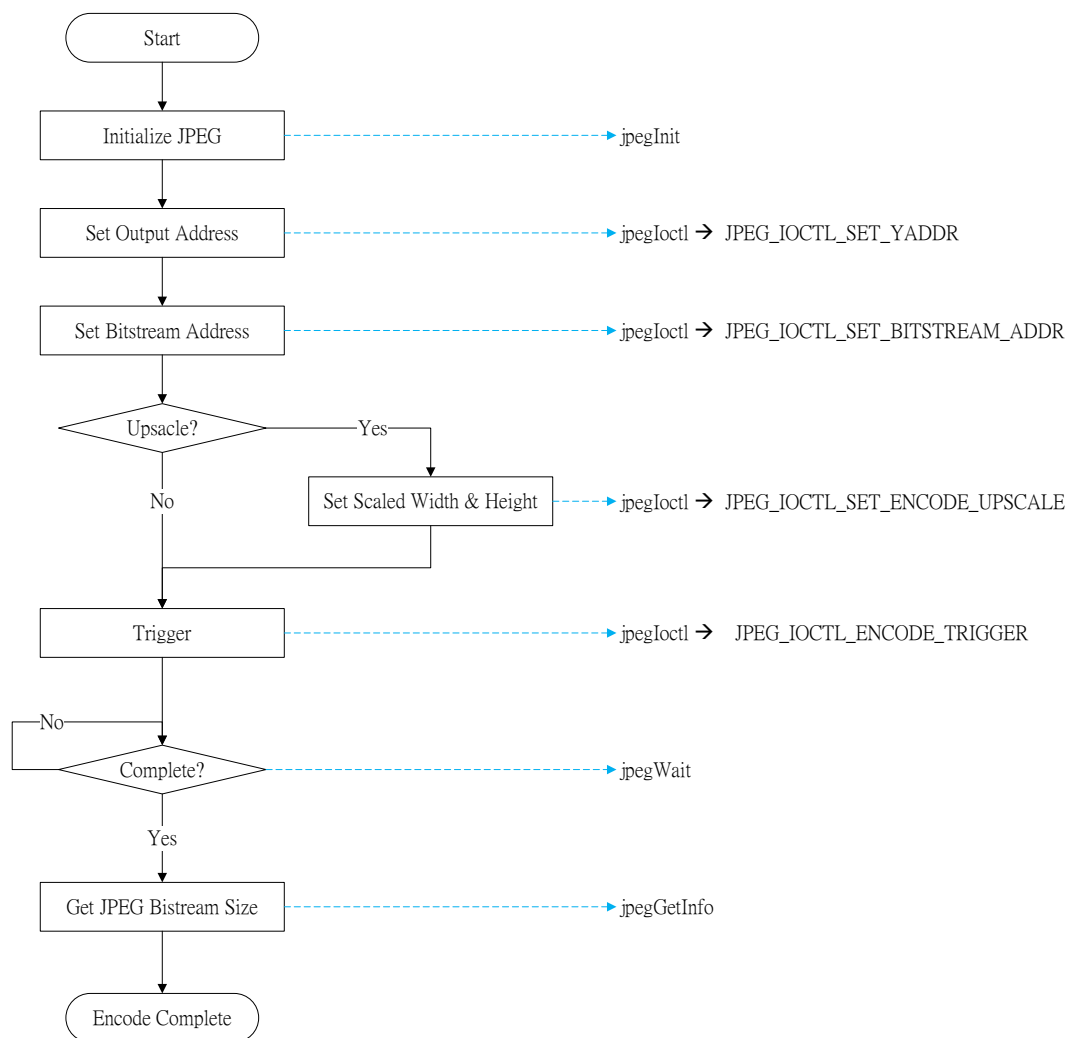 Start
Initialize JPEG
jpegInit
Set Output Address
jpegIoctl → JPEG_IOCTL_SET_YADDR
Set Bitstream Address
jpegIoctl → JPEG_IOCTL_SET_BITSTREAM_ADDR
Upsacle?
Yes
No
Set Scaled Width & Height
jpegIoctl → JPEG_IOCTL_SET_ENCODE_UPSCALE
Trigger
jpegIoctl → JPEG_IOCTL_ENCODE_TRIGGER
No
Complete?
jpegWait
Yes
Get JPEG Bistream Size
jpegGetInfo
Encode Complete